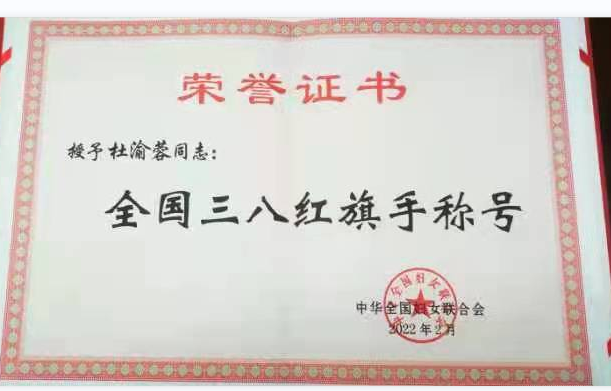 荣誉证书
授予杜渝蓉同志:
全国三八红旗手称号
中华全国妇女联合会
2022年2月